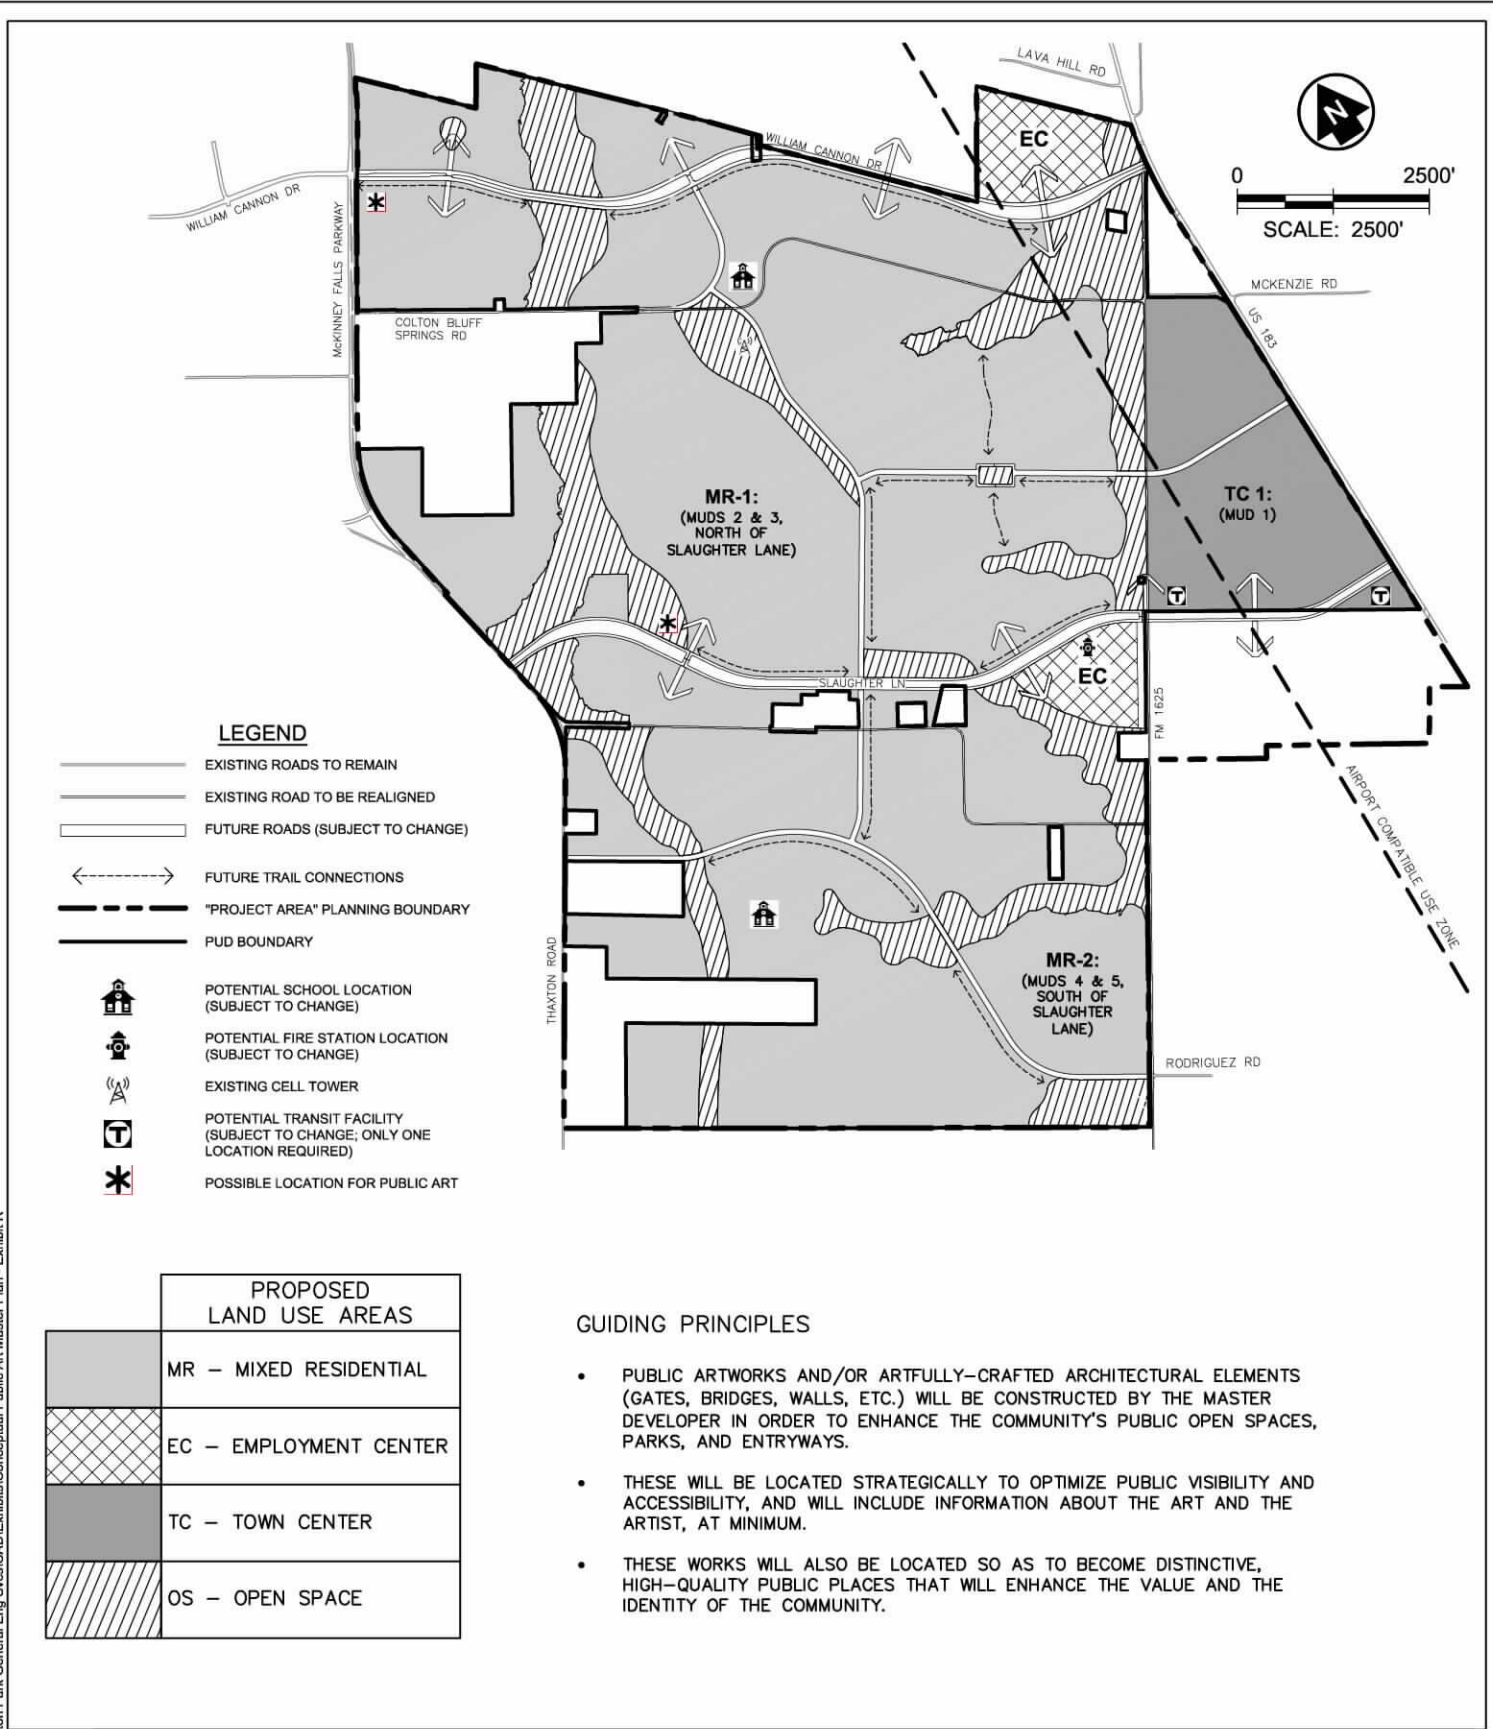 LAVA HILL RD
EC
N
0 2500'
SCALE: 2500'
WILLIAM CANNON DR
WILLIAM CANNON DR
McKINNEY FALLS PARKWAY
MCKENZIE RD
US 183
COLTON BLUFF
SPRINGS RD
MR-1:
(MUDS 2 & 3,
NORTH OF
SLAUGHTER LANE)
TC 1:
(MUD 1)
T
T
SLAUGHTER LN
EC
FM 1625
AIRPORT COMPATIBLE USE ZONE
THAXTON ROAD
MR-2:
(MUDS 4 & 5,
SOUTH OF
SLAUGHTER
LANE)
RODRIGUEZ RD
LEGEND
EXISTING ROADS TO REMAIN
EXISTING ROAD TO BE REALIGNED
FUTURE ROADS (SUBJECT TO CHANGE)
FUTURE TRAIL CONNECTIONS
"PROJECT AREA" PLANNING BOUNDARY
PUD BOUNDARY
POTENTIAL SCHOOL LOCATION
(SUBJECT TO CHANGE)
POTENTIAL FIRE STATION LOCATION
(SUBJECT TO CHANGE)
EXISTING CELL TOWER
T
POTENTIAL TRANSIT FACILITY
(SUBJECT TO CHANGE; ONLY ONE
LOCATION REQUIRED)
POSSIBLE LOCATION FOR PUBLIC ART
PROPOSED
LAND USE AREAS
MR – MIXED RESIDENTIAL
EC – EMPLOYMENT CENTER
TC – TOWN CENTER
OS – OPEN SPACE
GUIDING PRINCIPLES
• PUBLIC ARTWORKS AND/OR ARTFULLY–CRAFTED ARCHITECTURAL ELEMENTS
(GATES, BRIDGES, WALLS, ETC.) WILL BE CONSTRUCTED BY THE MASTER
DEVELOPER IN ORDER TO ENHANCE THE COMMUNITY'S PUBLIC OPEN SPACES,
PARKS, AND ENTRYWAYS.
• THESE WILL BE LOCATED STRATEGICALLY TO OPTIMIZE PUBLIC VISIBILITY AND
ACCESSIBILITY, AND WILL INCLUDE INFORMATION ABOUT THE ART AND THE
ARTIST, AT MINIMUM.
• THESE WORKS WILL ALSO BE LOCATED SO AS TO BECOME DISTINCTIVE,
HIGH–QUALITY PUBLIC PLACES THAT WILL ENHANCE THE VALUE AND THE
IDENTITY OF THE COMMUNITY.